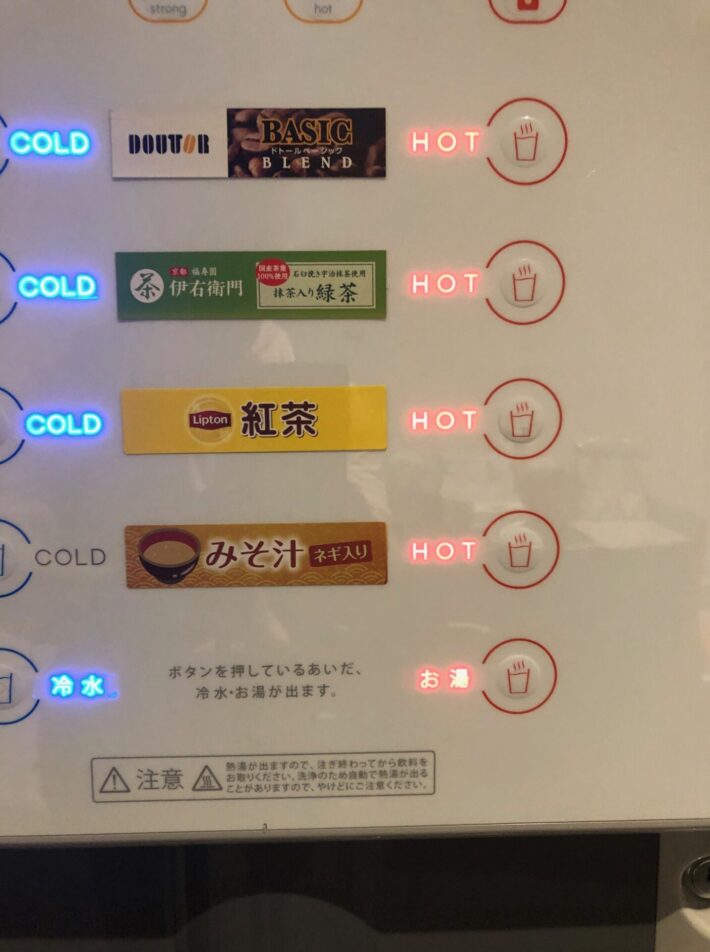 strong
hot
COLD
DOUTOR
BASIC
ドトールベーシック
BLEND
HOT
COLD
茶
京都 福寿園
伊右衛門
国産茶葉
100%使用
石臼挽き宇治抹茶使用
抹茶入り緑茶
HOT
COLD
Lipton
紅茶
HOT
COLD
みそ汁
ネギ入り
HOT
冷水
ボタンを押しているあいだ、
冷水・お湯が出ます。
お湯
注意
熱湯が出ますので、注ぎ終わってから飲料を
お取りください。洗浄のため自動で熱湯が出る
ことがありますので、やけどにご注意ください。